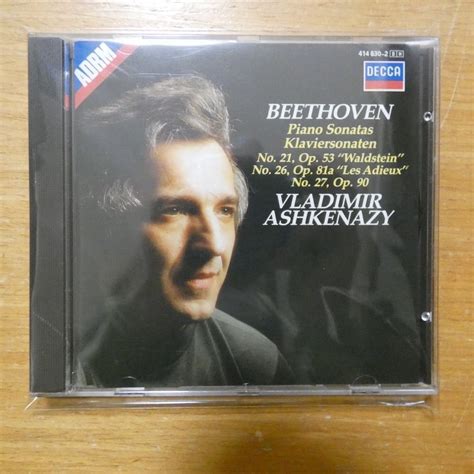 ADRM
414 630-2
DECCA
BEETHOVEN
Piano Sonatas
Klaviersonaten
No. 21, Op. 53 “Waldstein”
No. 26, Op. 81a “Les Adieux”
No. 27, Op. 90
VLADIMIR
ASHKENAZY